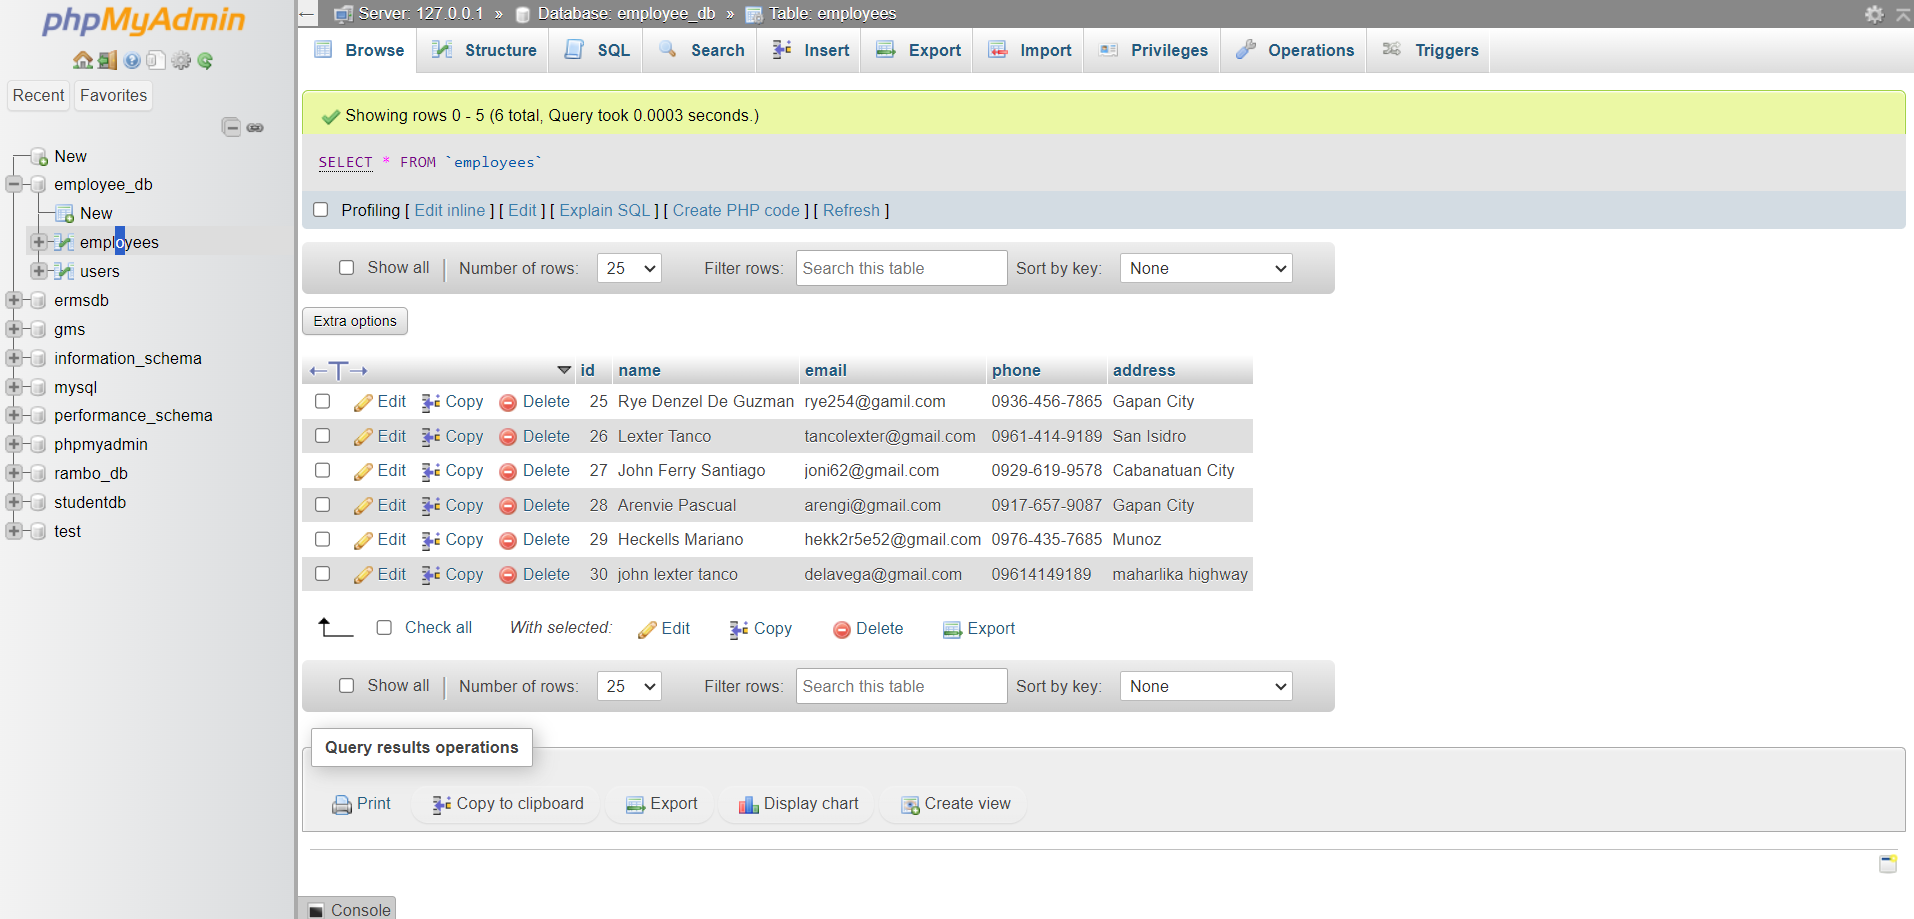 phpMyAdmin
Recent Favorites
New
employee_db
New
employees
users
ermsdb
gms
information_schema
mysql
performance_schema
phpmyadmin
rambo_db
studentdb
test
Server: 127.0.0.1 » Database: employee_db » Table: employees
Browse Structure SQL Search Insert Export Import Privileges Operations Triggers
Showing rows 0 - 5 (6 total, Query took 0.0003 seconds.)
SELECT * FROM `employees`
Profiling [ Edit inline ] [ Edit ] [ Explain SQL ] [ Create PHP code ] [ Refresh ]
Show all | Number of rows: 25 Filter rows: Search this table Sort by key: None
Extra options
←T→ id name email phone address
Edit Copy Delete 25 Rye Denzel De Guzman rye254@gamil.com 0936-456-7865 Gapan City
Edit Copy Delete 26 Lexter Tanco tancolexter@gmail.com 0961-414-9189 San Isidro
Edit Copy Delete 27 John Ferry Santiago joni62@gmail.com 0929-619-9578 Cabanatuan City
Edit Copy Delete 28 Arenvie Pascual arengi@gmail.com 0917-657-9087 Gapan City
Edit Copy Delete 29 Heckells Mariano hekk2r5e52@gmail.com 0976-435-7685 Munoz
Edit Copy Delete 30 john lexter tanco delavega@gmail.com 09614149189 maharlika highway
Check all With selected: Edit Copy Delete Export
Show all | Number of rows: 25 Filter rows: Search this table Sort by key: None
Query results operations
Print Copy to clipboard Export Display chart Create view
Console